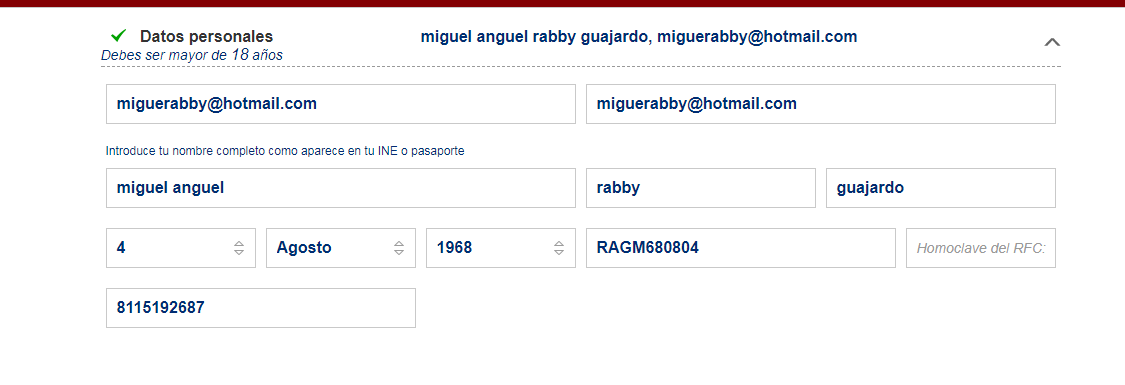 Datos personales miguel anguel rabby guajardo, miguerabby@hotmail.com
Debes ser mayor de 18 años
miguerabby@hotmail.com miguerabby@hotmail.com
Introduce tu nombre completo como aparece en tu INE o pasaporte
miguel anguel rabby guajardo
4 Agosto 1968 RAGM680804 Homoclave del RFC:
8115192687